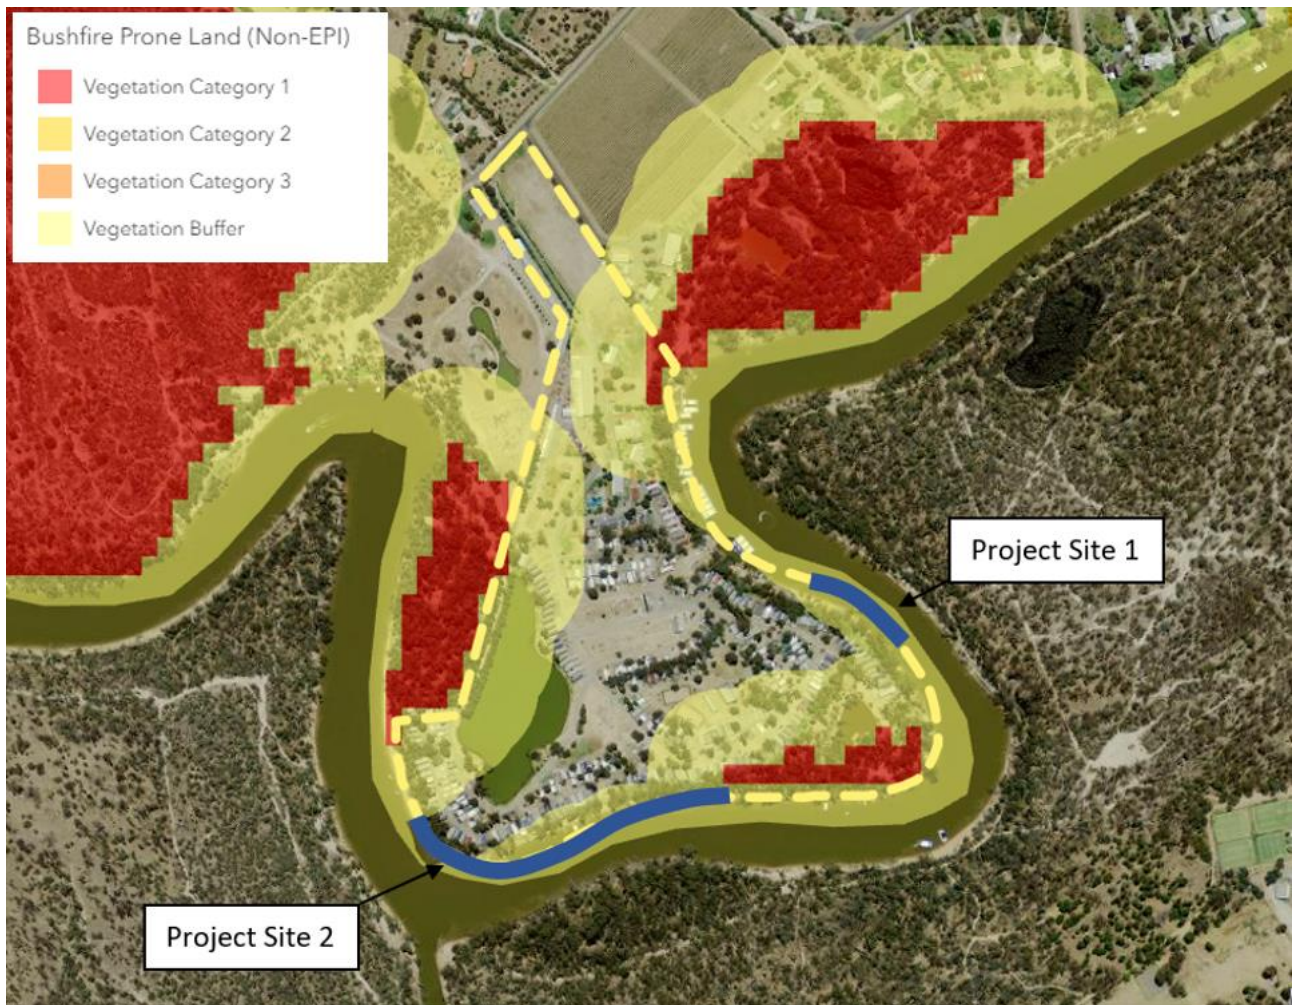 Bushfire Prone Land (Non-EPI)
Vegetation Category 1
Vegetation Category 2
Vegetation Category 3
Vegetation Buffer
Project Site 1
Project Site 2